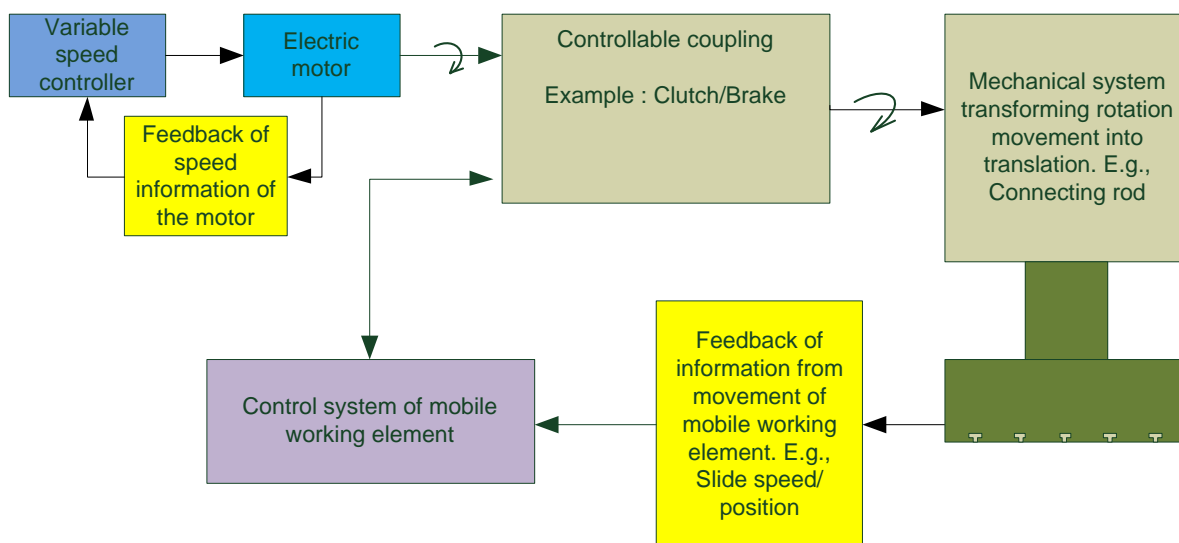 Variable
speed
controller
Electric
motor
Feedback of
speed
information of
the motor
Controllable coupling
Example : Clutch/Brake
Mechanical system
transforming rotation
movement into
translation. E.g.,
Connecting rod
Control system of mobile
working element
Feedback of
information from
movement of
mobile working
element. E.g.,
Slide speed/
position